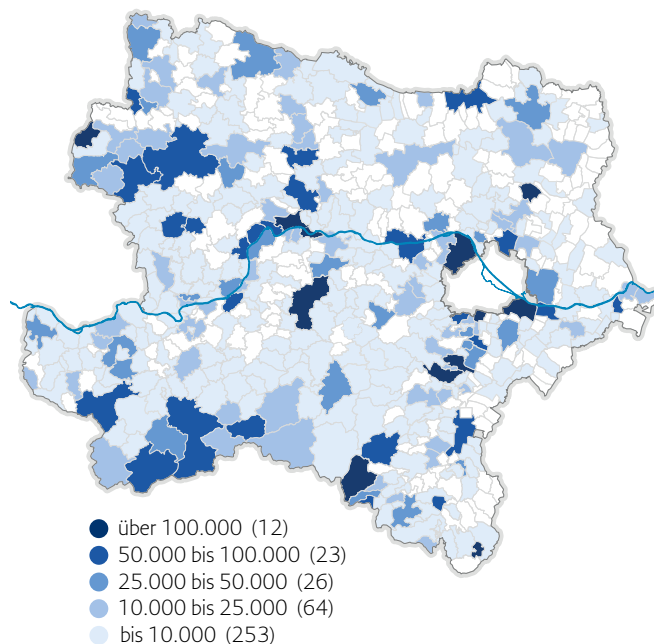 über 100.000 (12)
50.000 bis 100.000 (23)
25.000 bis 50.000 (26)
10.000 bis 25.000 (64)
bis 10.000 (253)